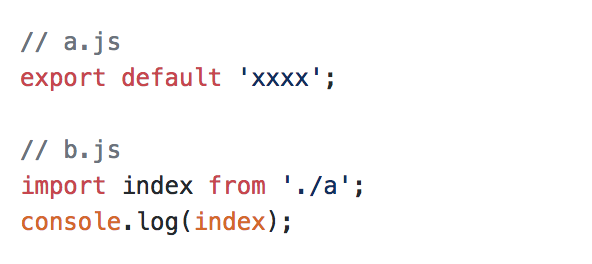 // a.js
export default 'xxxx';
// b.js
import index from './a';
console.log(index);